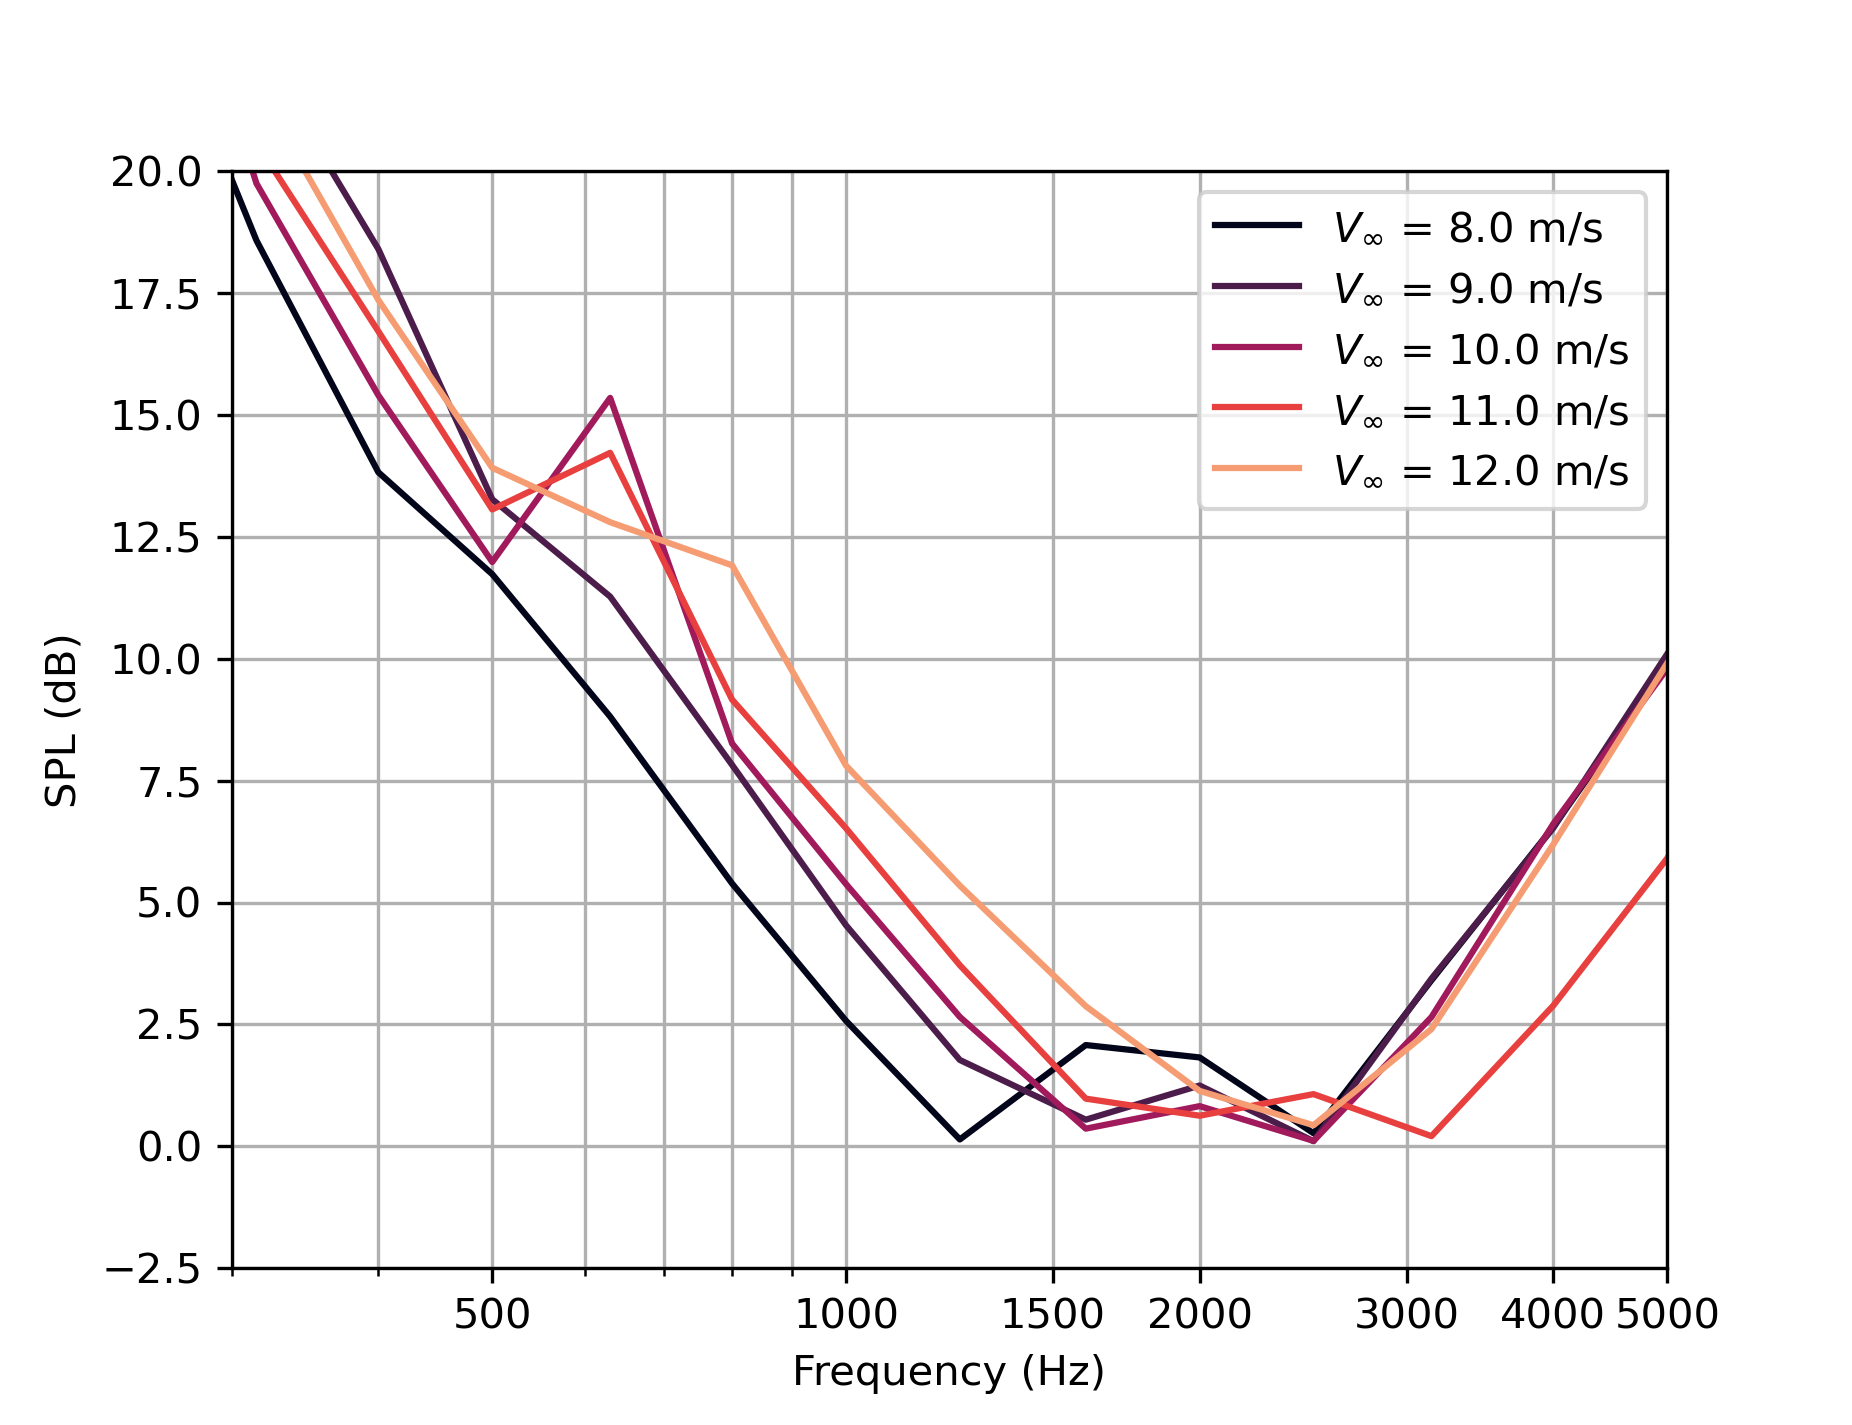 20.0
17.5
15.0
12.5
10.0
7.5
5.0
2.5
0.0
−2.5
SPL (dB)
V∞ = 8.0 m/s
V∞ = 9.0 m/s
V∞ = 10.0 m/s
V∞ = 11.0 m/s
V∞ = 12.0 m/s
500 1000 1500 2000 3000 4000 5000
Frequency (Hz)